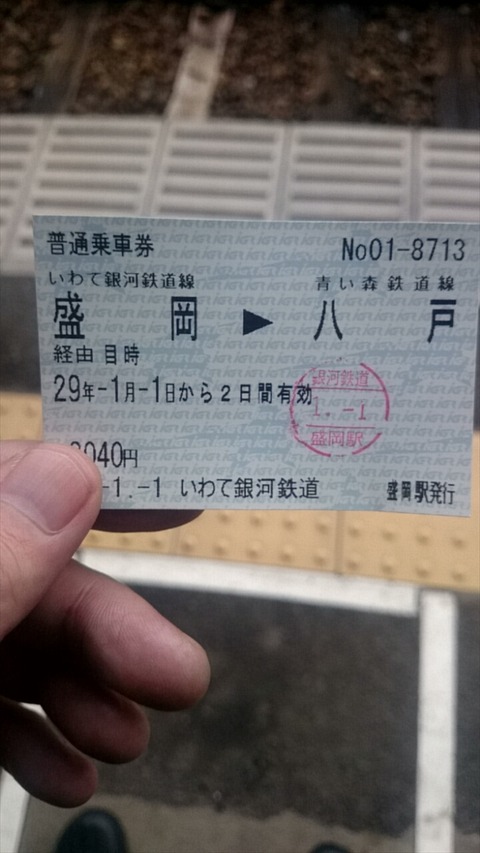 普通乗車券 No01-8713
いわて銀河鉄道線 青い森鉄道線
盛岡 ▶ 八戸
経由 目時
29年-1月-1日から2日間有効
銀河鉄道
1.-1
盛岡駅
3040円
-1.-1 いわて銀河鉄道 盛岡駅発行